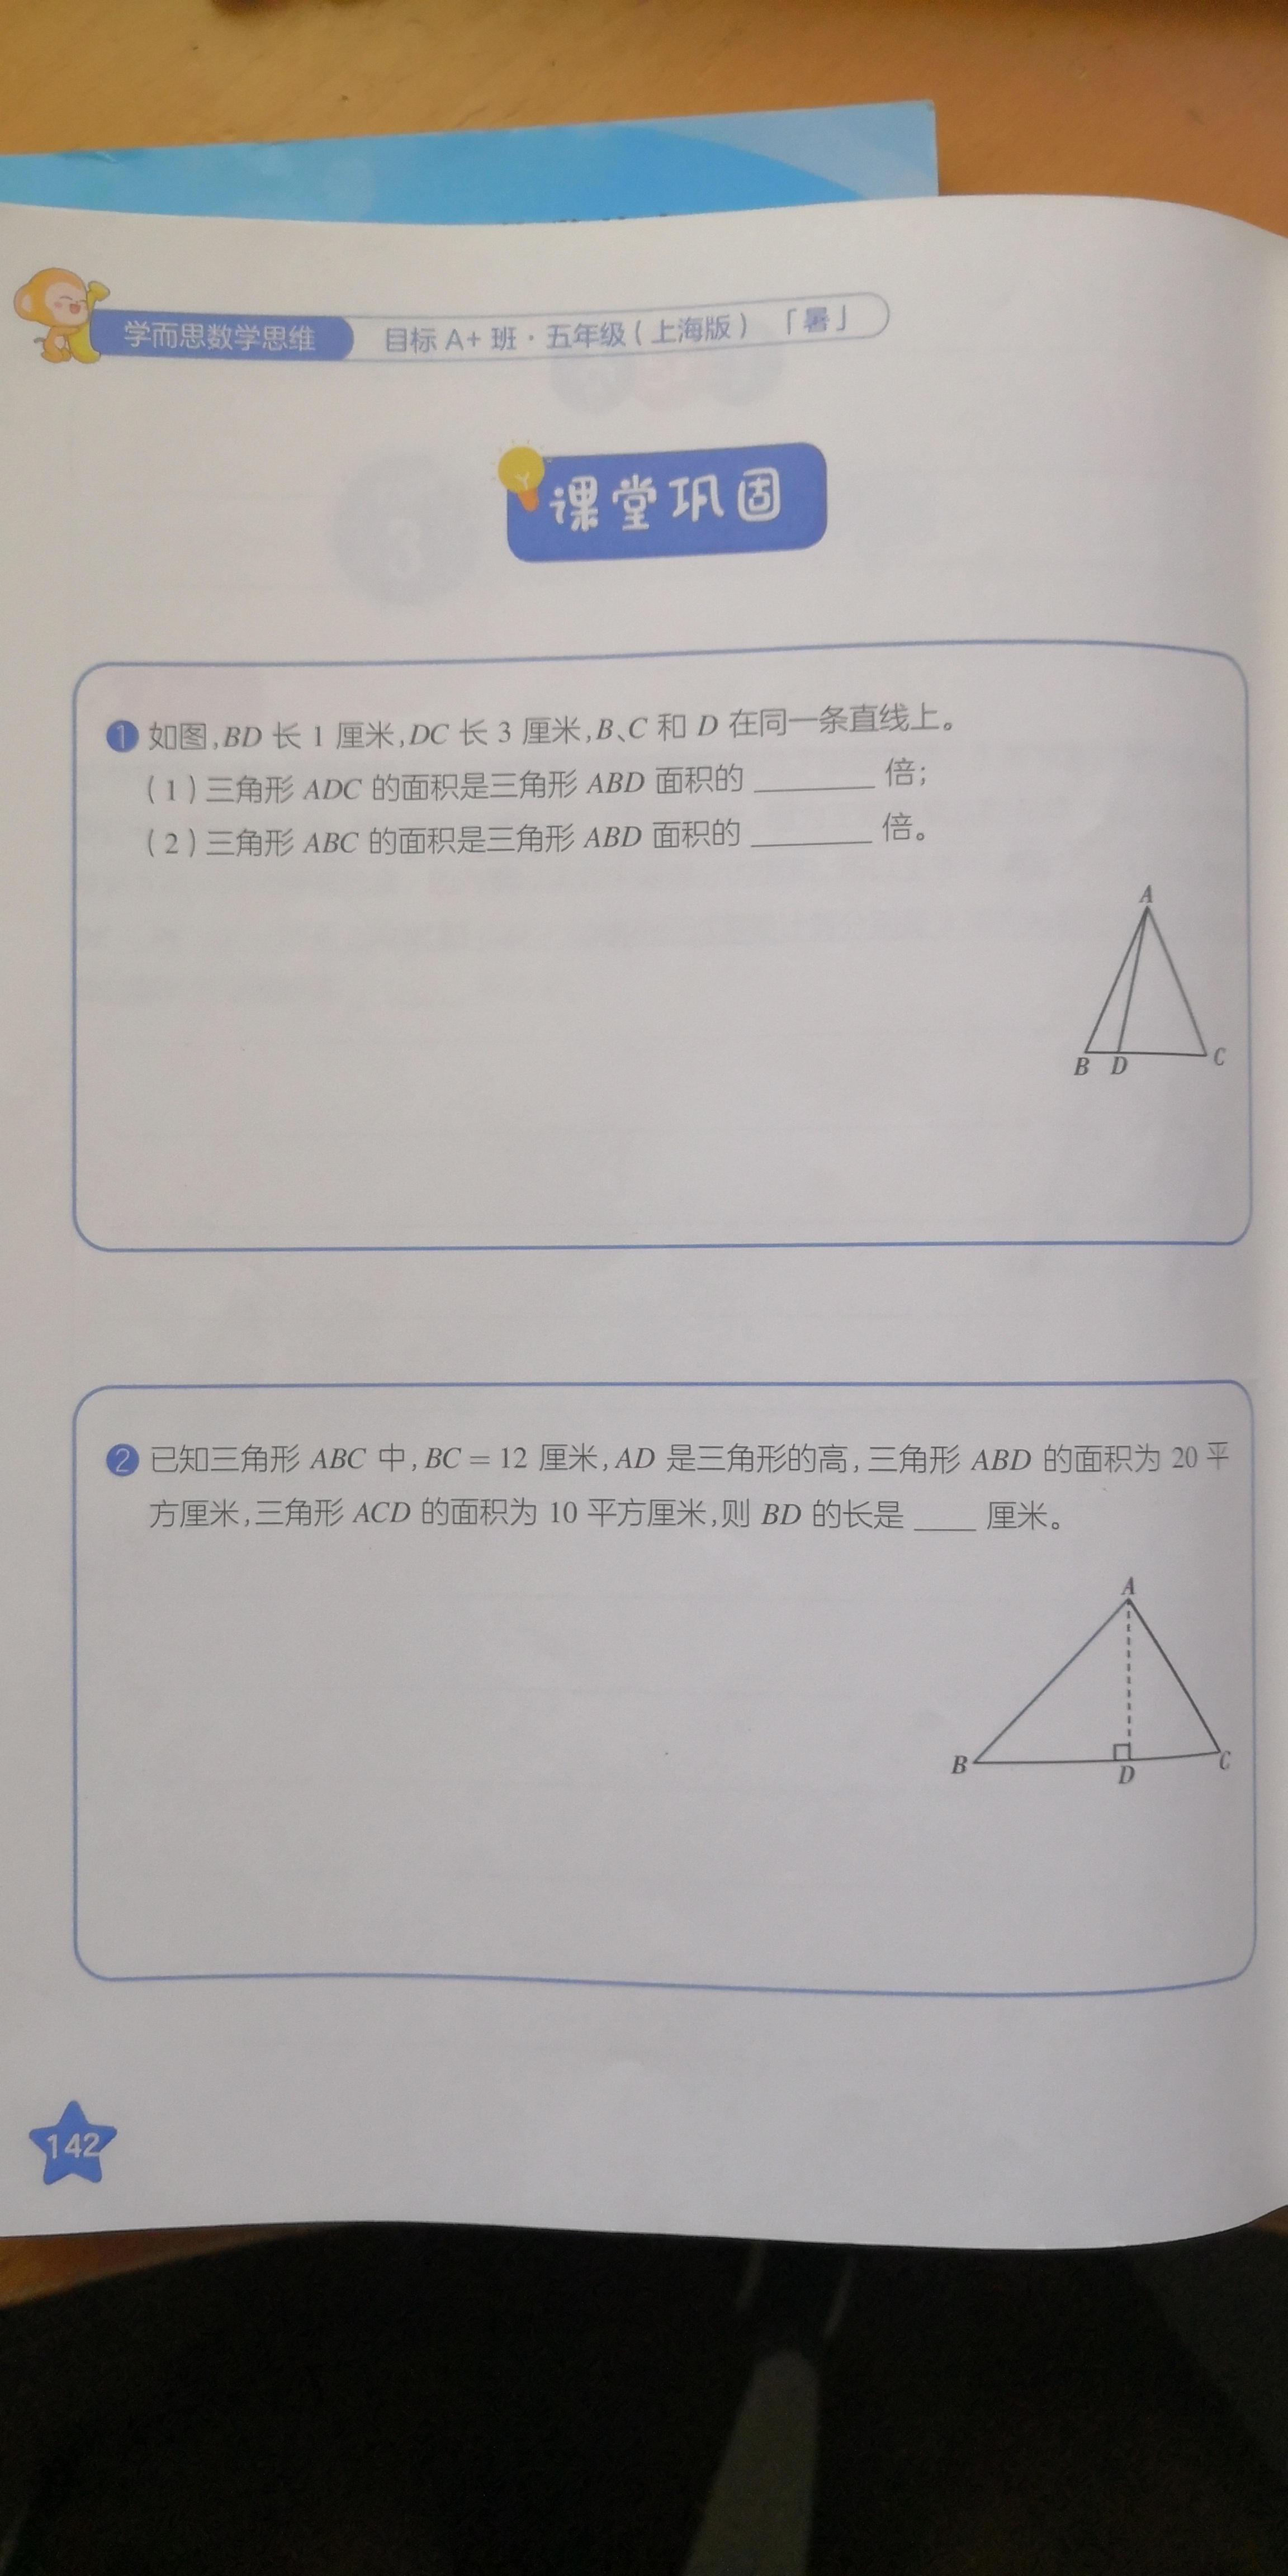 学而思数学思维 目标 A+ 班·五年级(上海版)「暑」
课堂巩固
1 如图,BD 长 1 厘米,DC 长 3 厘米,B、C 和 D 在同一条直线上。
(1)三角形 ADC 的面积是三角形 ABD 面积的 ________ 倍;
(2)三角形 ABC 的面积是三角形 ABD 面积的 ________ 倍。
A
B D C
2 已知三角形 ABC 中,BC = 12 厘米,AD 是三角形的高,三角形 ABD 的面积为 20 平
方厘米,三角形 ACD 的面积为 10 平方厘米,则 BD 的长是 ____ 厘米。
A
B D C
142